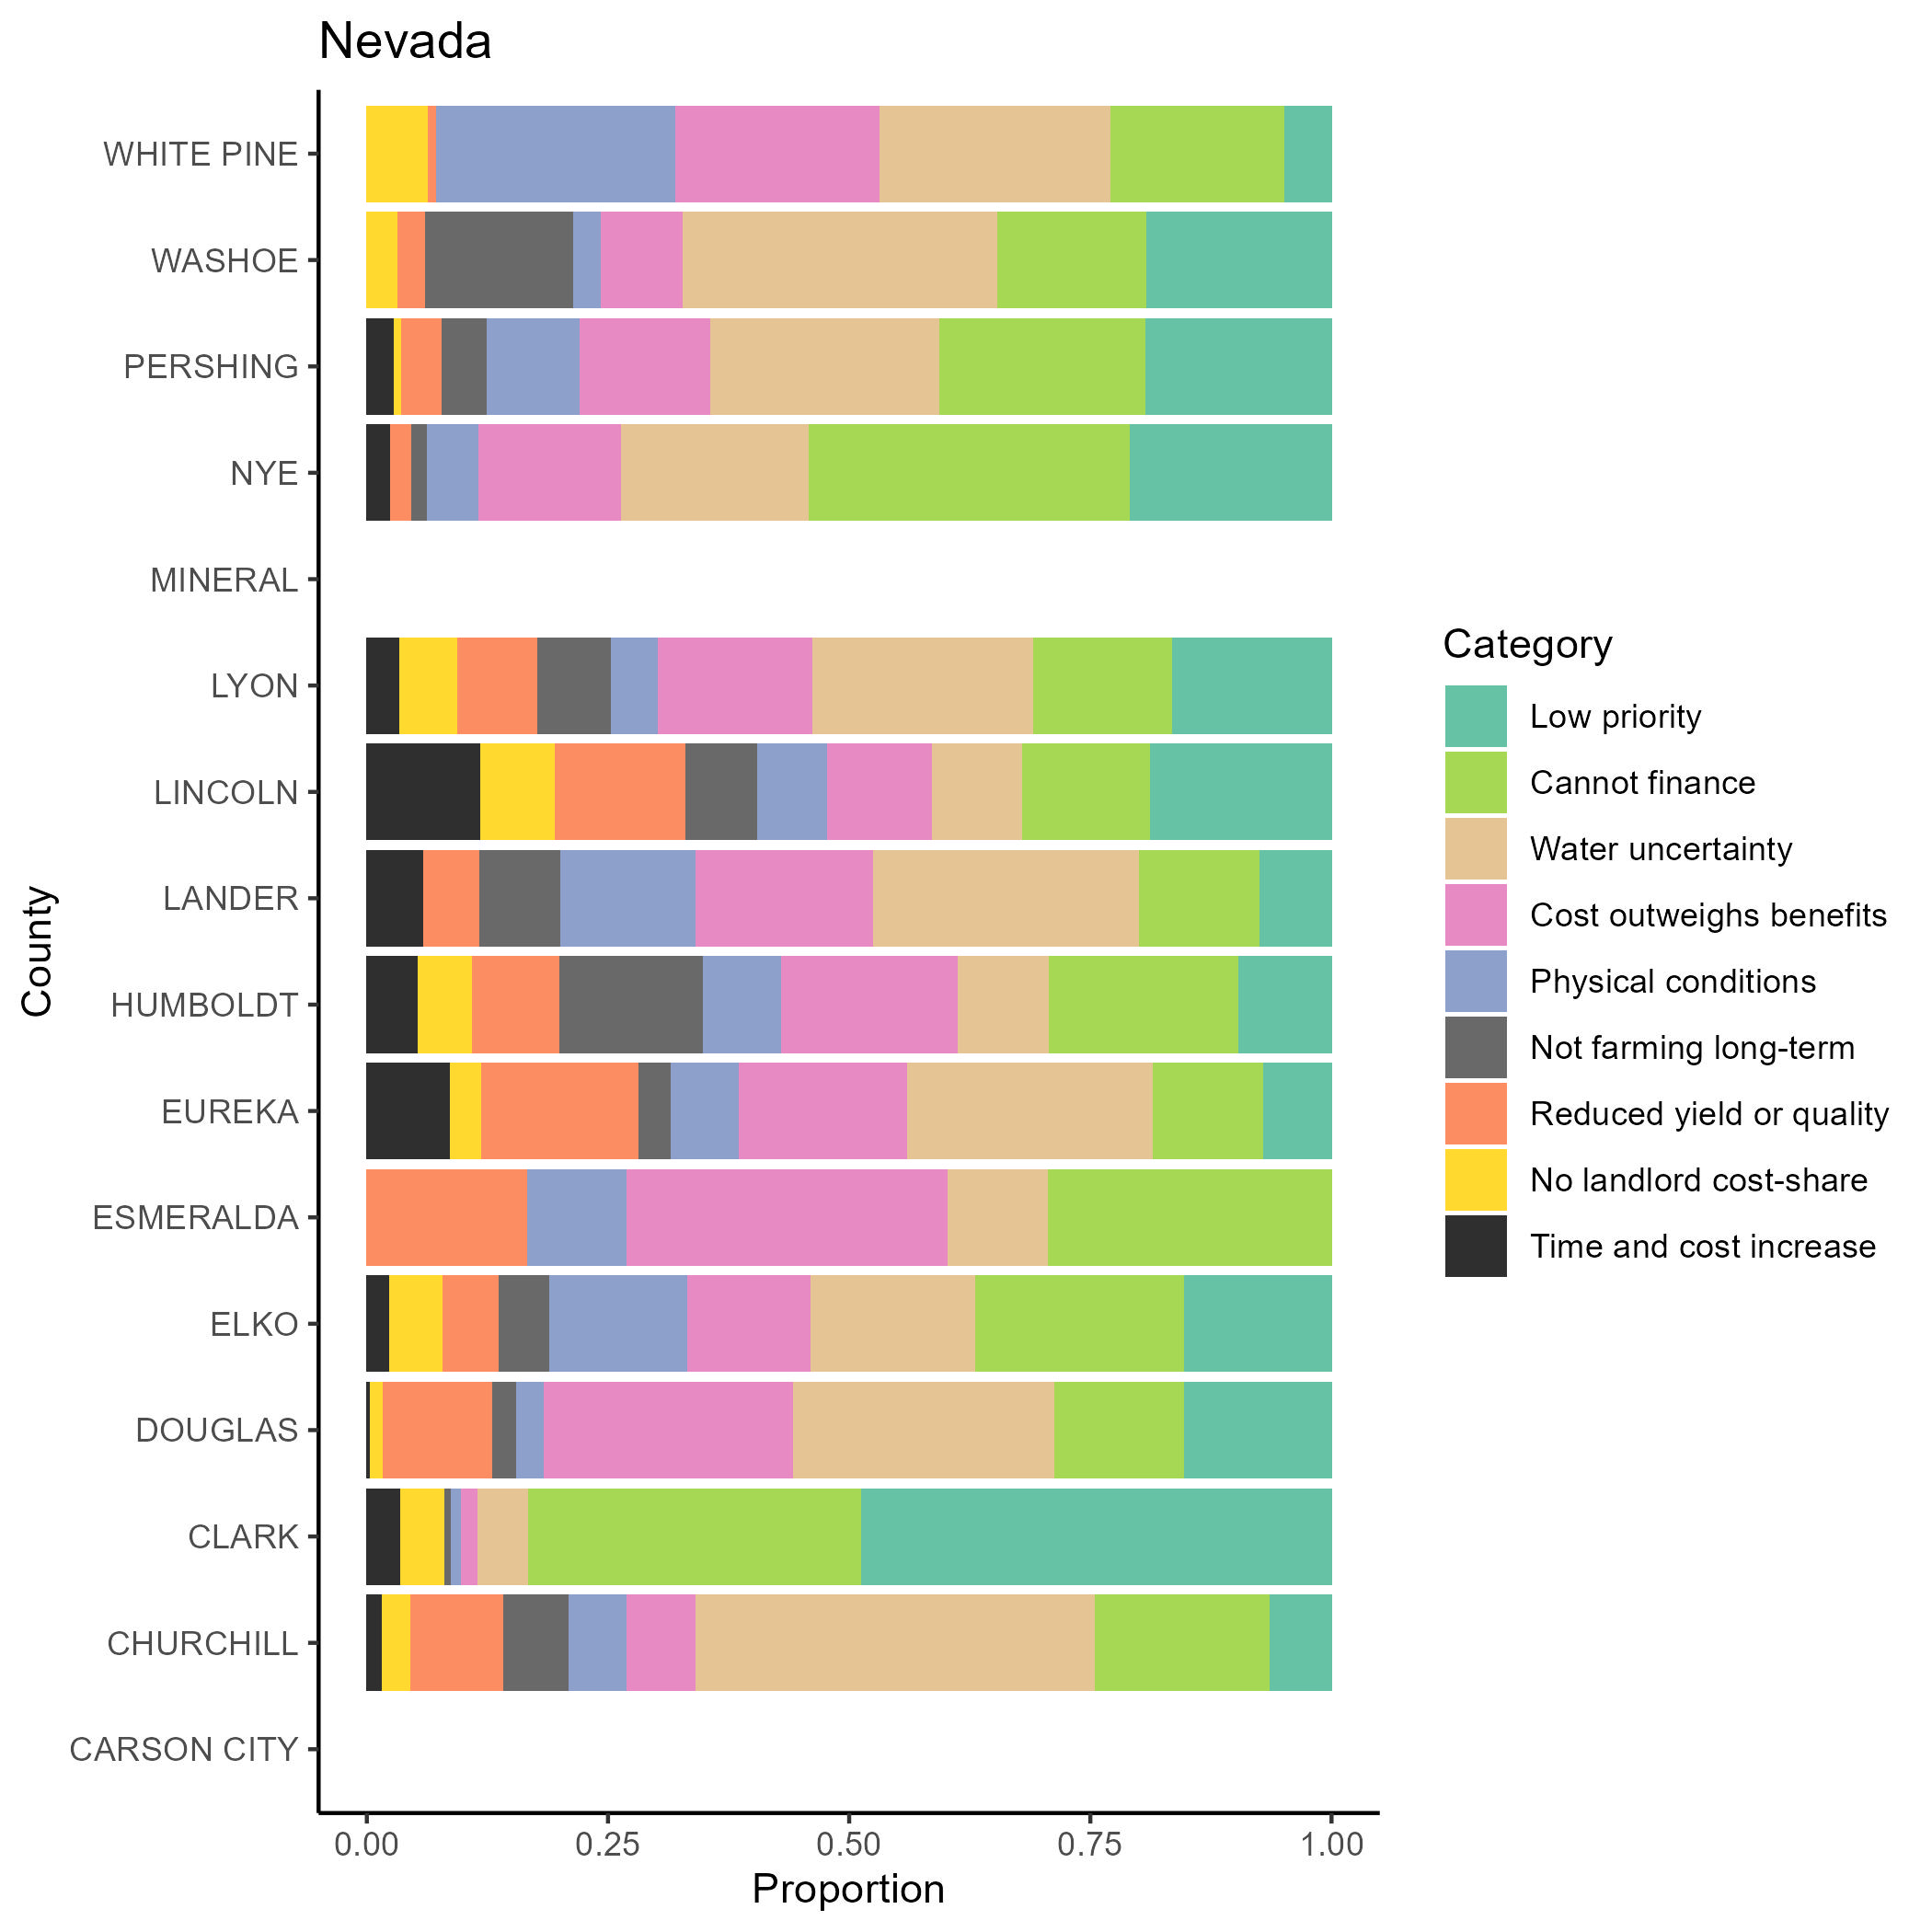 Nevada
WHITE PINE
WASHOE
PERSHING
NYE
MINERAL
LYON
LINCOLN
LANDER
HUMBOLDT
EUREKA
ESMERALDA
ELKO
DOUGLAS
CLARK
CHURCHILL
CARSON CITY
County
0.00 0.25 0.50 0.75 1.00
Proportion
Category
Low priority
Cannot finance
Water uncertainty
Cost outweighs benefits
Physical conditions
Not farming long-term
Reduced yield or quality
No landlord cost-share
Time and cost increase